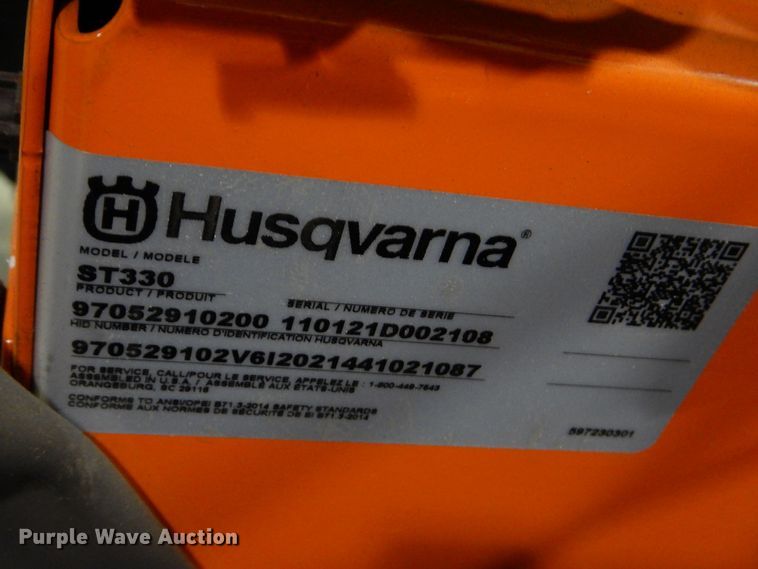 H Husqvarna®
MODEL / MODELE
ST330
PRODUCT / PRODUIT
SERIAL / NUMERO DE SERIE
97052910200 110121D002108
HID NUMBER / NUMERO D'IDENTIFICATION HUSQVARNA
970529102V6I2021441021087
FOR SERVICE, CALL/POUR LE SERVICE, APPELEZ LE : 1-800-448-7543
ASSEMBLED IN U.S.A. / ASSEMBLE AUX ETATS-UNIS
ORANGEBURG, SC 29115
CONFORMS TO ANSI/OPEI B71.3-2014 SAFETY STANDARDS
CONFORME AUX NORMES DE SECURITE DE EI B71.3-2014
597230301
Purple Wave Auction®